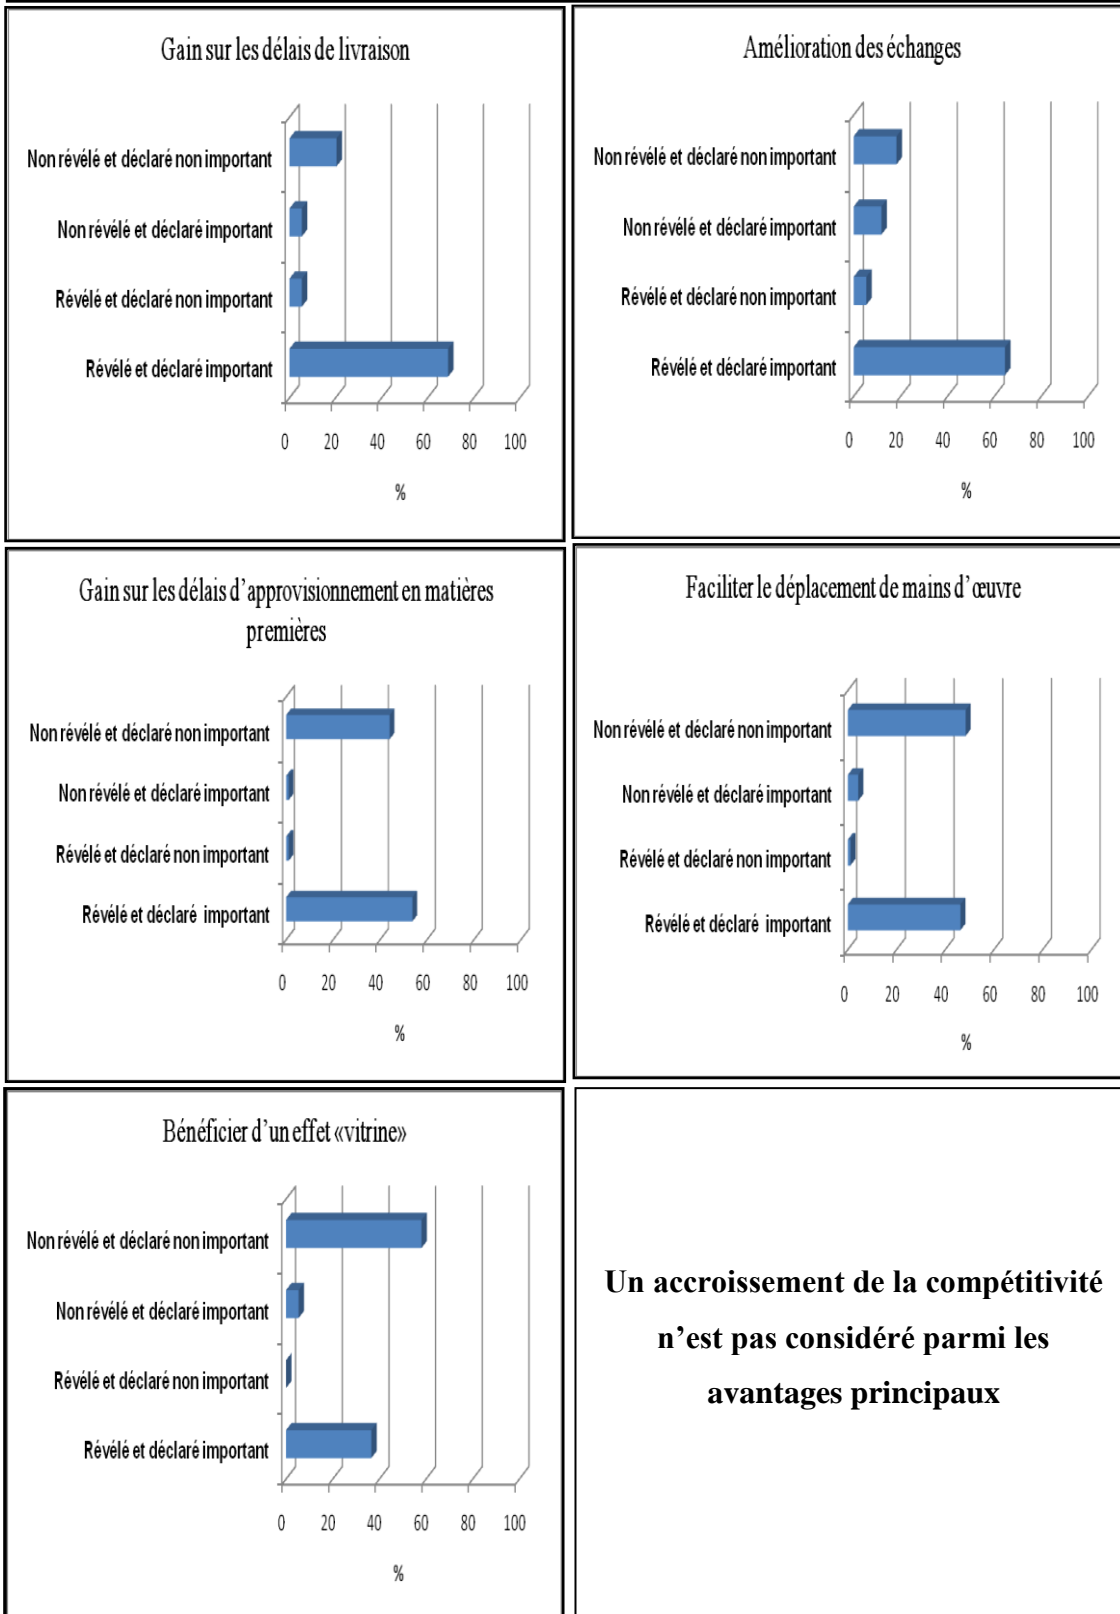 Gain sur les délais de livraison
Non révélé et déclaré non important
Non révélé et déclaré important
Révélé et déclaré non important
Révélé et déclaré important
0 20 40 60 80 100
%
Amélioration des échanges
Non révélé et déclaré non important
Non révélé et déclaré important
Révélé et déclaré non important
Révélé et déclaré important
0 20 40 60 80 100
%
Gain sur les délais d’approvisionnement en matières
premières
Non révélé et déclaré non important
Non révélé et déclaré important
Révélé et déclaré non important
Révélé et déclaré important
0 20 40 60 80 100
%
Faciliter le déplacement de mains d’œuvre
Non révélé et déclaré non important
Non révélé et déclaré important
Révélé et déclaré non important
Révélé et déclaré important
0 20 40 60 80 100
%
Bénéficier d’un effet «vitrine»
Non révélé et déclaré non important
Non révélé et déclaré important
Révélé et déclaré non important
Révélé et déclaré important
0 20 40 60 80 100
%
Un accroissement de la compétitivité
n’est pas considéré parmi les
avantages principaux